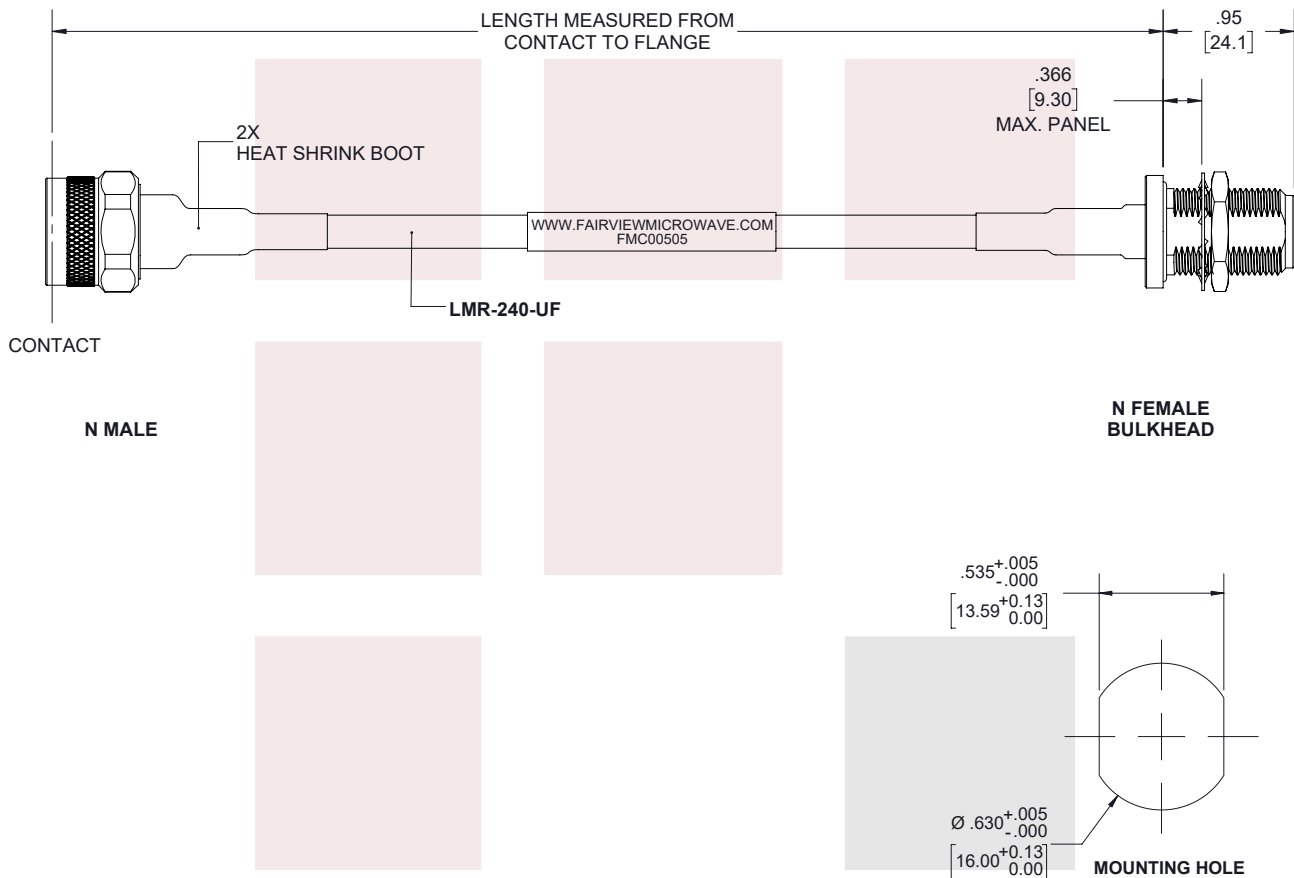 LENGTH MEASURED FROM
CONTACT TO FLANGE
.95
[24.1]
.366
[9.30]
MAX. PANEL
2X
HEAT SHRINK BOOT
WWW.FAIRVIEWMICROWAVE.COM
FMC00505
LMR-240-UF
CONTACT
N MALE
N FEMALE
BULKHEAD
.535 +.005
-.000
[13.59 +0.13
0.00]
Ø .630 +.005
-.000
[16.00 +0.13
0.00]
MOUNTING HOLE